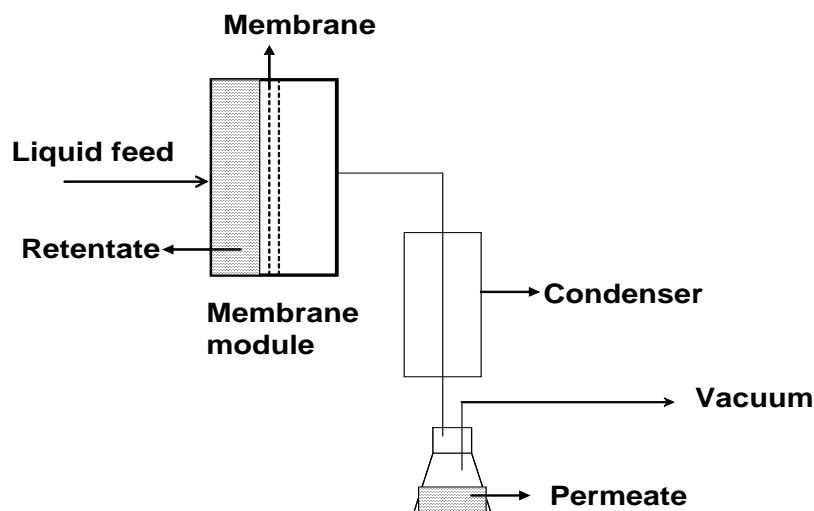 Membrane
Liquid feed
Retentate
Membrane
module
Condenser
Vacuum
Permeate